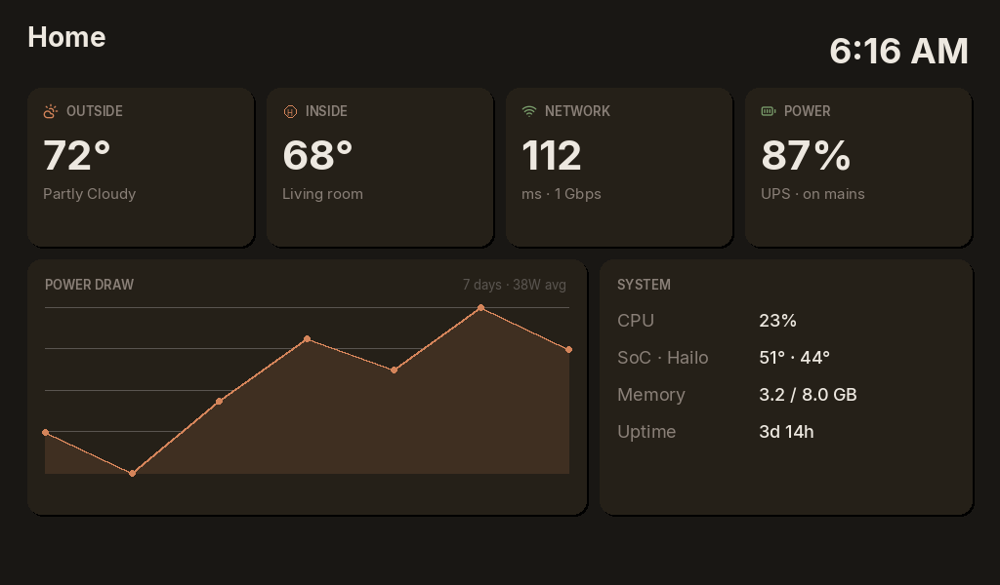 Home
6:16 AM
OUTSIDE
72°
Partly Cloudy
INSIDE
68°
Living room
NETWORK
112
ms · 1 Gbps
POWER
87%
UPS · on mains
POWER DRAW
7 days · 38W avg
SYSTEM
CPU 23%
SoC · Hailo 51° · 44°
Memory 3.2 / 8.0 GB
Uptime 3d 14h